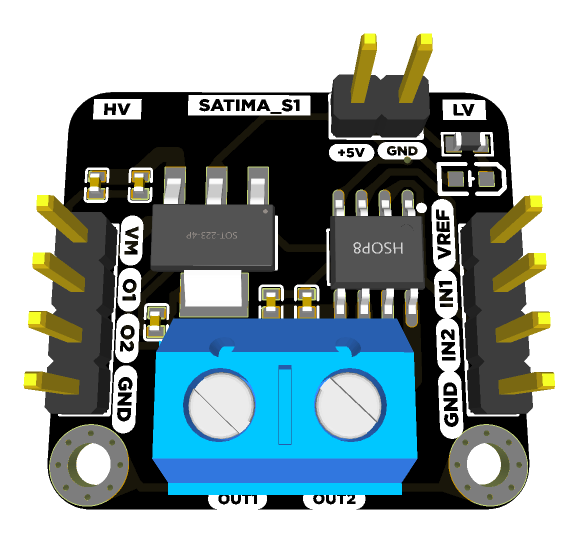 HV
SATIMA_S1
LV
+5V
GND
VM
O1
O2
GND
SOT-223-4P
HSOP8
VREF
IN1
IN2
GND
OUT1
OUT2